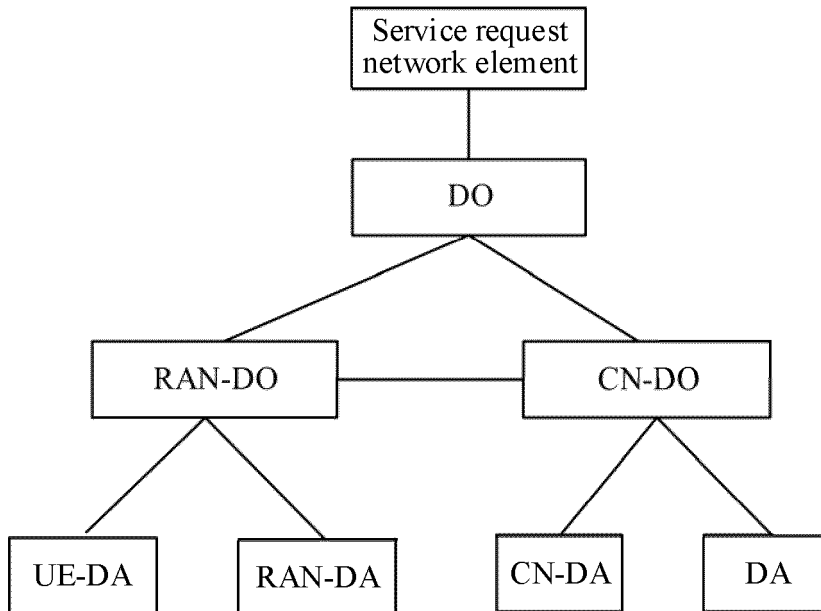 Service request
network element
DO
RAN-DO
CN-DO
UE-DA
RAN-DA
CN-DA
DA